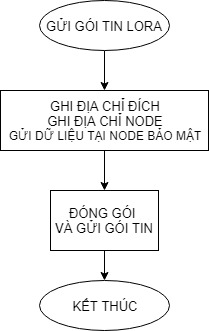 GỬI GÓI TIN LORA
GHI ĐỊA CHỈ ĐÍCH
GHI ĐỊA CHỈ NODE
GỬI DỮ LIỆU TẠI NODE BẢO MẬT
ĐÓNG GÓI
VÀ GỬI GÓI TIN
KẾT THÚC